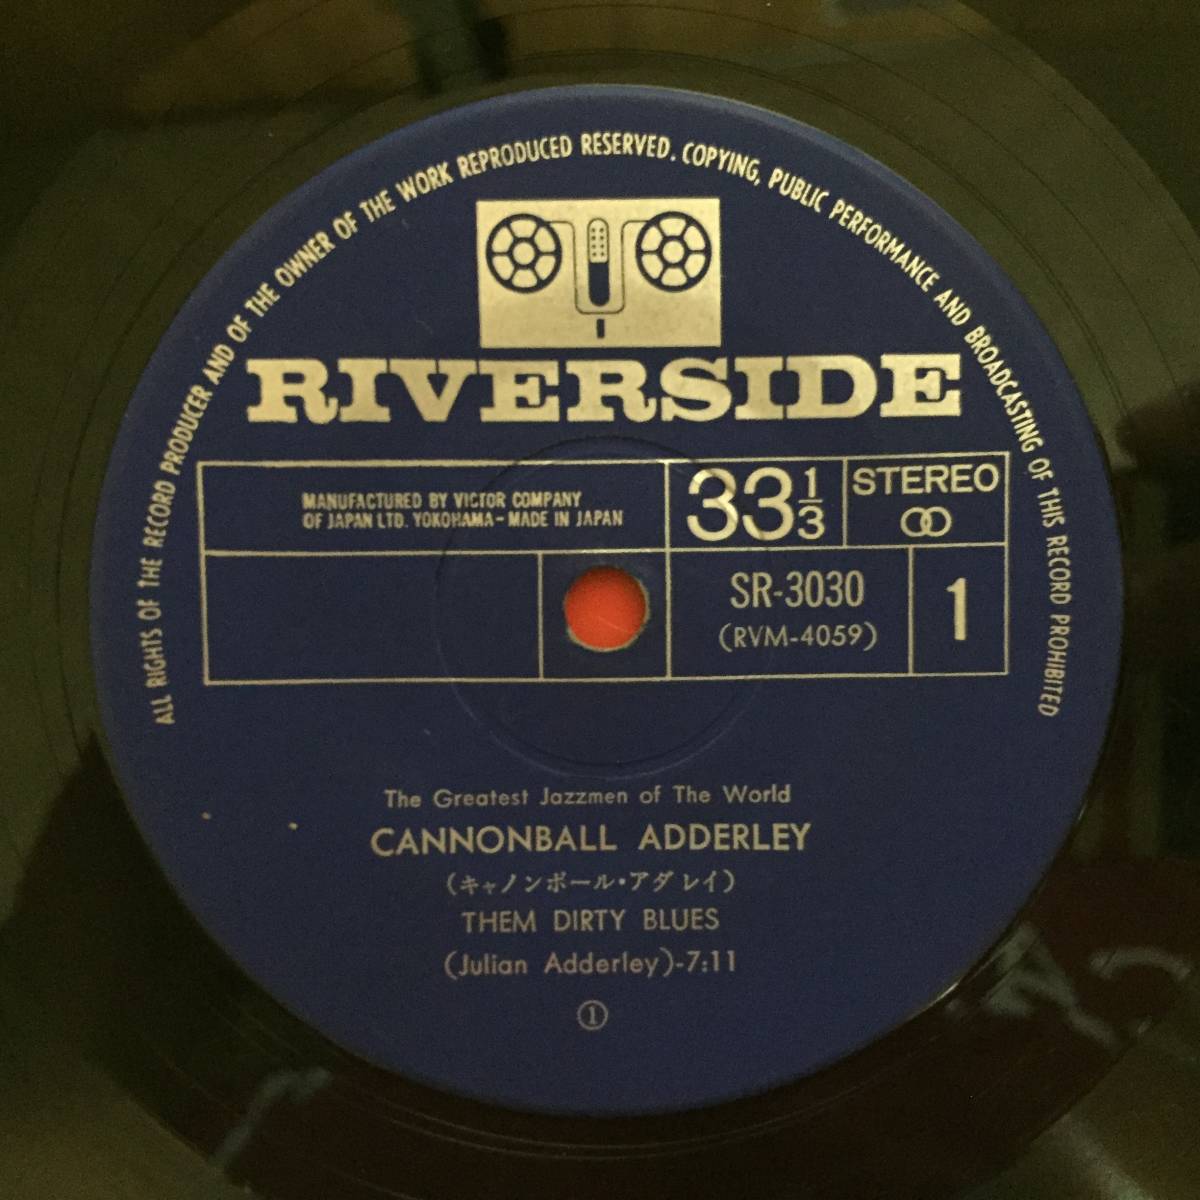 ALL RIGHTS OF THE RECORD PRODUCER AND OF THE OWNER OF THE WORK REPRODUCED RESERVED. COPYING, PUBLIC PERFORMANCE AND BROADCASTING OF THIS RECORD PROHIBITED
RIVERSIDE
MANUFACTURED BY VICTOR COMPANY
OF JAPAN LTD. YOKOHAMA-MADE IN JAPAN
33 1/3
STEREO
SR-3030
(RVM-4059)
1
The Greatest Jazzmen of The World
CANNONBALL ADDERLEY
(キャノンボール・アダレイ)
THEM DIRTY BLUES
(Julian Adderley)-7:11
①